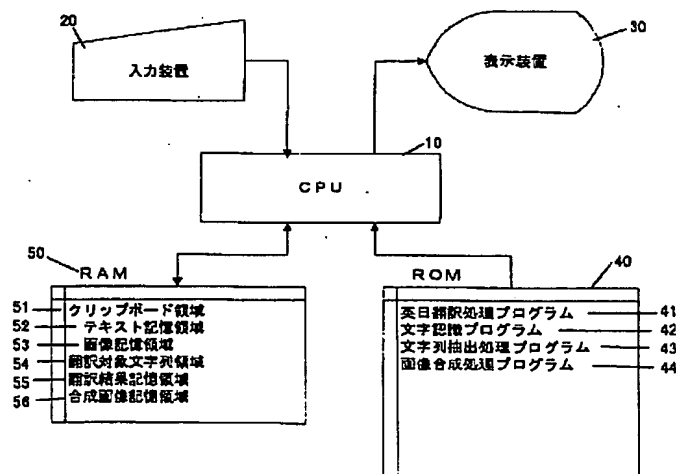 20
入力装置
30
表示装置
10
CPU
50
RAM
51 クリップボード領域
52 テキスト記憶領域
53 画像記憶領域
54 翻訳対象文字列領域
55 翻訳結果記憶領域
56 合成画像記憶領域
ROM
40
英日翻訳処理プログラム 41
文字認識プログラム 42
文字列抽出処理プログラム 43
画像合成処理プログラム 44